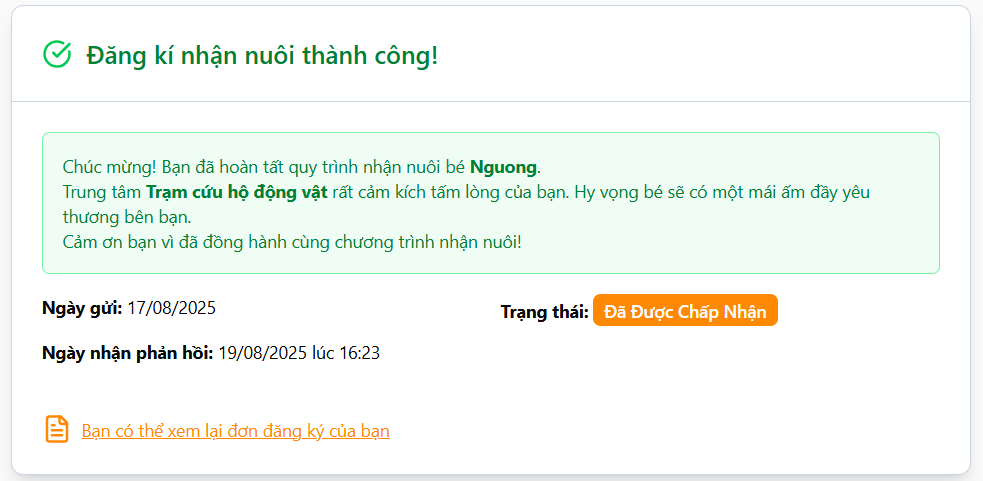 Đăng kí nhận nuôi thành công!
Chúc mừng! Bạn đã hoàn tất quy trình nhận nuôi bé Nguong.
Trung tâm Trạm cứu hộ động vật rất cảm kích tấm lòng của bạn. Hy vọng bé sẽ có một mái ấm đầy yêu
thương bên bạn.
Cảm ơn bạn vì đã đồng hành cùng chương trình nhận nuôi!
Ngày gửi: 17/08/2025
Trạng thái: Đã Được Chấp Nhận
Ngày nhận phản hồi: 19/08/2025 lúc 16:23
Bạn có thể xem lại đơn đăng ký của bạn